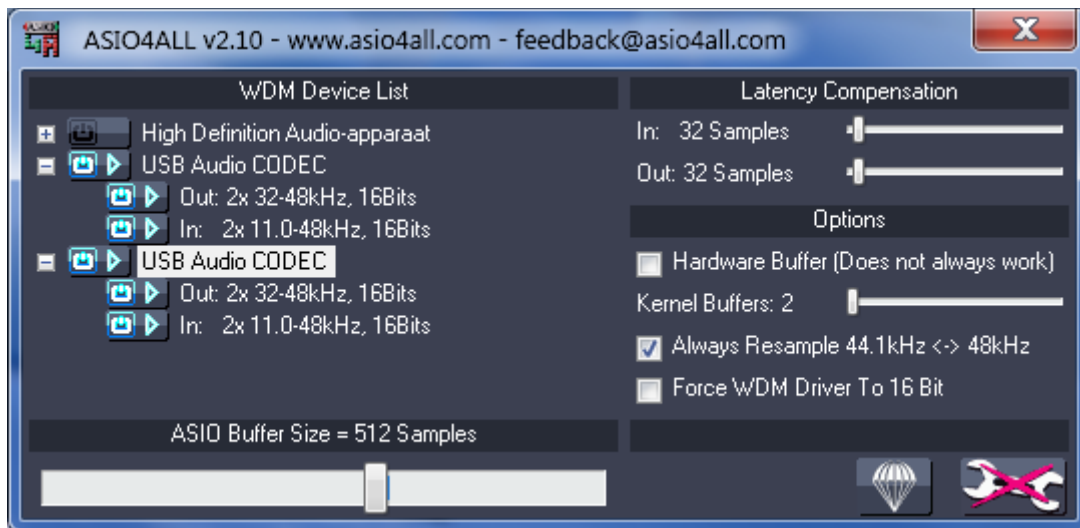 ASIO4ALL v2.10 - www.asio4all.com - feedback@asio4all.com
WDM Device List
High Definition Audio-apparaat
USB Audio CODEC
Out: 2x 32-48kHz, 16Bits
In: 2x 11.0-48kHz, 16Bits
USB Audio CODEC
Out: 2x 32-48kHz, 16Bits
In: 2x 11.0-48kHz, 16Bits
ASIO Buffer Size = 512 Samples
Latency Compensation
In: 32 Samples
Out: 32 Samples
Options
Hardware Buffer (Does not always work)
Kernel Buffers: 2
Always Resample 44.1kHz <-> 48kHz
Force WDM Driver To 16 Bit